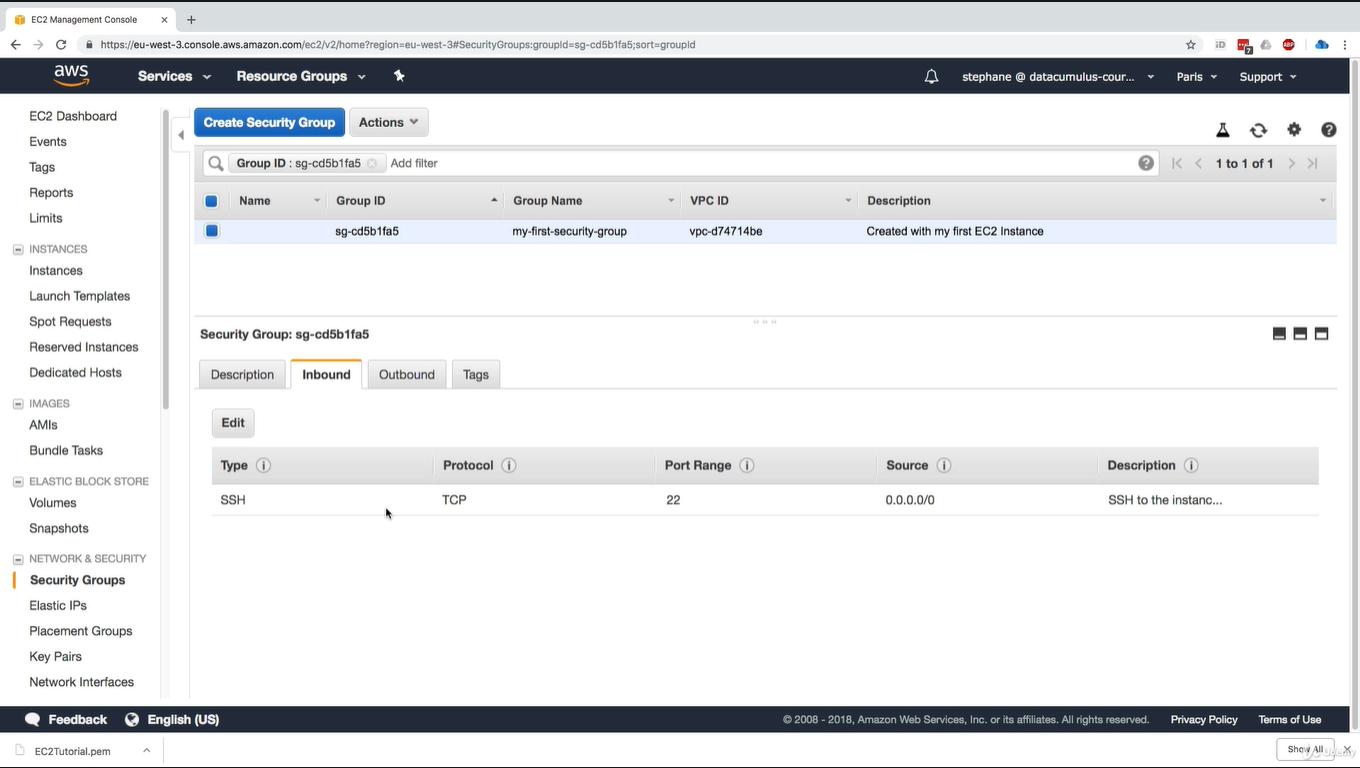 EC2 Management Console
https://eu-west-3.console.aws.amazon.com/ec2/v2/home?region=eu-west-3#SecurityGroups:groupId=sg-cd5b1fa5;sort=groupId
iD
7
ABP
aws
Services
Resource Groups
stephane @ datacumulus-cour...
Paris
Support
EC2 Dashboard
Events
Tags
Reports
Limits
INSTANCES
Instances
Launch Templates
Spot Requests
Reserved Instances
Dedicated Hosts
IMAGES
AMIs
Bundle Tasks
ELASTIC BLOCK STORE
Volumes
Snapshots
NETWORK & SECURITY
Security Groups
Elastic IPs
Placement Groups
Key Pairs
Network Interfaces
Create Security Group
Actions
Group ID : sg-cd5b1fa5
Add filter
1 to 1 of 1
Name Group ID Group Name VPC ID Description
sg-cd5b1fa5 my-first-security-group vpc-d74714be Created with my first EC2 Instance
Security Group: sg-cd5b1fa5
Description Inbound Outbound Tags
Edit
Type Protocol Port Range Source Description
SSH TCP 22 0.0.0.0/0 SSH to the instanc...
Feedback
English (US)
© 2008 - 2018, Amazon Web Services, Inc. or its affiliates. All rights reserved.
Privacy Policy
Terms of Use
EC2Tutorial.pem
Show All
Udemy